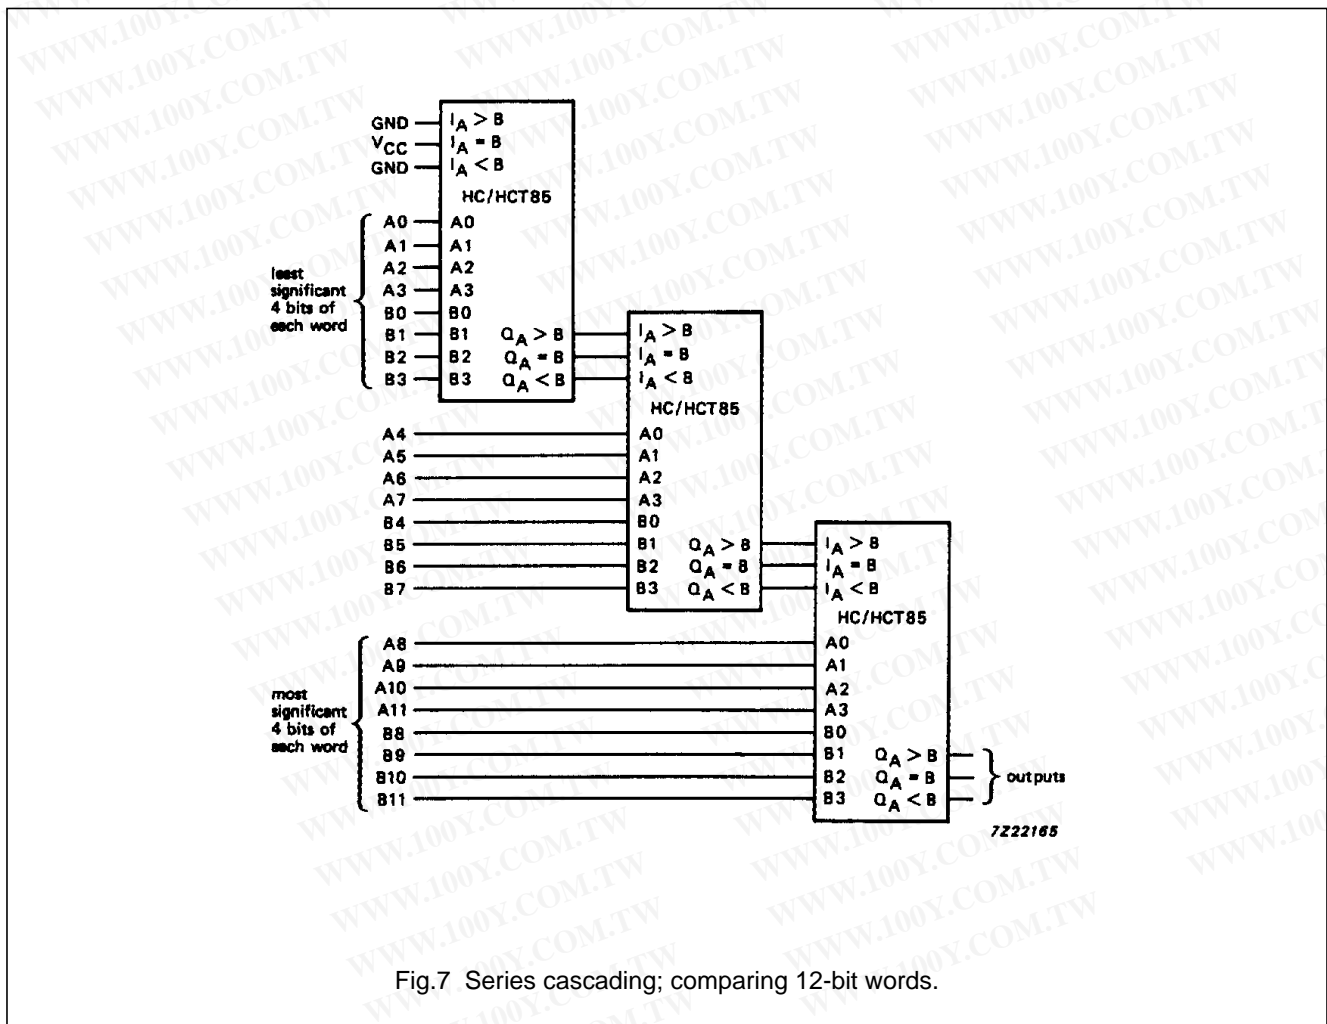 GND
VCC
GND
IA > B
IA = B
IA < B
HC/HCT85
least
significant
4 bits of
each word
A0 A0
A1 A1
A2 A2
A3 A3
B0 B0
B1 B1 QA > B
B2 B2 QA = B
B3 B3 QA < B
IA > B
IA = B
IA < B
HC/HCT85
A4 A0
A5 A1
A6 A2
A7 A3
B4 B0
B5 B1 QA > B
B6 B2 QA = B
B7 B3 QA < B
IA > B
IA = B
IA < B
HC/HCT85
most
significant
4 bits of
each word
A8 A0
A9 A1
A10 A2
A11 A3
B8 B0
B9 B1 QA > B
B10 B2 QA = B
B11 B3 QA < B
outputs
7Z22165
Fig.7 Series cascading; comparing 12-bit words.
WWW.100Y.COM.TW